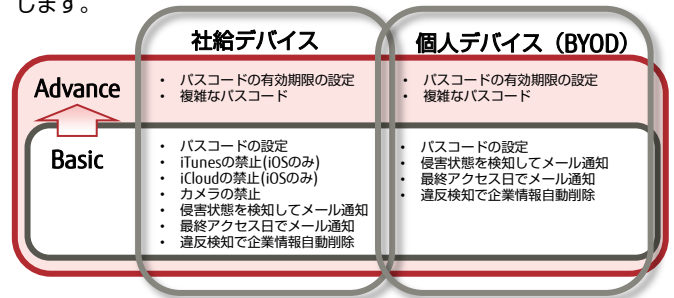 します。
社給デバイス
個人デバイス（BYOD）
Advance
・ パスコードの有効期限の設定
・ 複雑なパスコード
・ パスコードの有効期限の設定
・ 複雑なパスコード
Basic
・ パスコードの設定
・ iTunesの禁止(iOSのみ)
・ iCloudの禁止(iOSのみ)
・ カメラの禁止
・ 侵害状態を検知してメール通知
・ 最終アクセス日でメール通知
・ 違反検知で企業情報自動削除
・ パスコードの設定
・ 侵害状態を検知してメール通知
・ 最終アクセス日でメール通知
・ 違反検知で企業情報自動削除